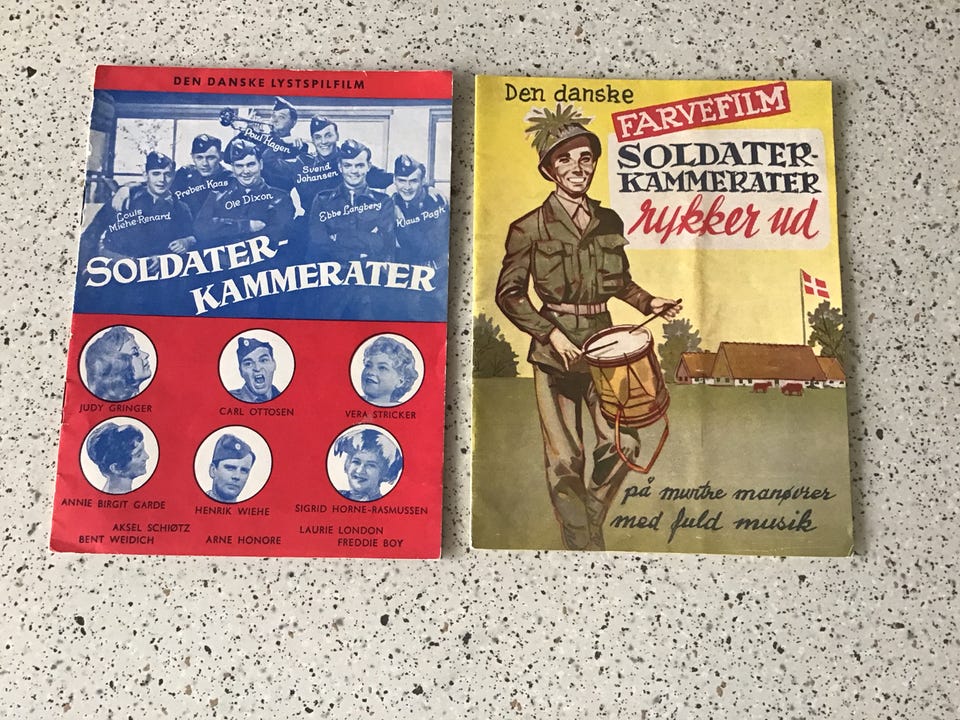 DEN DANSKE LYSTSPILFILM
Poul Hagen
Svend
Johansen
Preben Kaas
Ole Dixon
Louis
Miehe-Renard
Ebbe Langberg
Klaus Pagh
SOLDATER-
KAMMERATER
JUDY GRINGER
CARL OTTOSEN
VERA STRICKER
ANNIE BIRGIT GARDE
HENRIK WIEHE
SIGRID HORNE-RASMUSSEN
AKSEL SCHIØTZ
LAURIE LONDON
BENT WEIDICH
ARNE HONORE
FREDDIE BOY
Den danske
FARVEFILM
SOLDATER-
KAMMERATER
rykker ud
på muntre manøvrer
med fuld musik